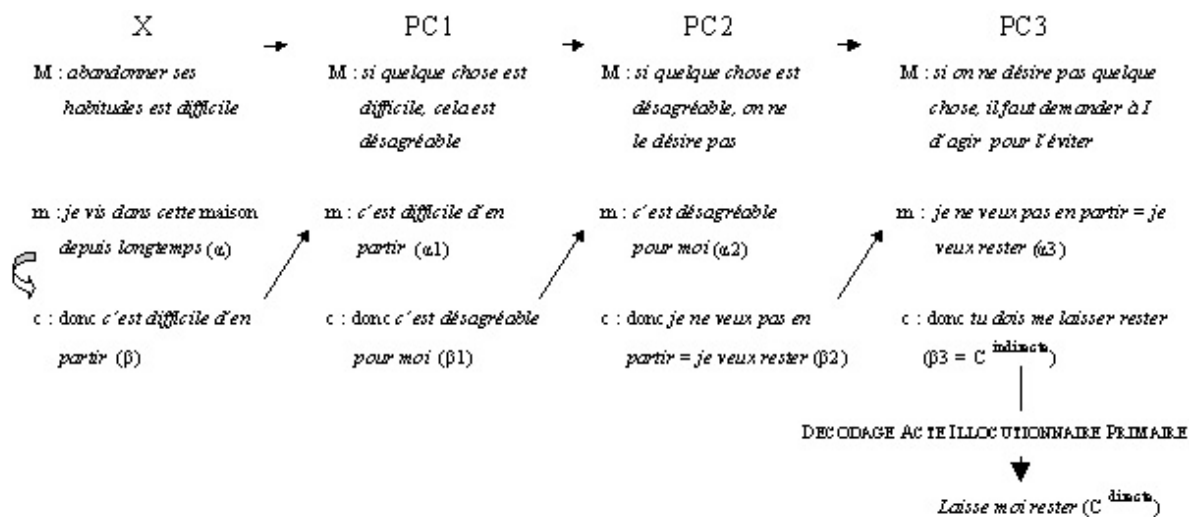 X → PC1 → PC2 → PC3
M : abandonner ses
habitudes est difficile
M : si quelque chose est
difficile, cela est
désagréable
M : si quelque chose est
désagréable, on ne
le désire pas
M : si on ne désire pas quelque
chose, il faut demander à I
d'agir pour l'éviter
m : je vis dans cette maison
depuis longtemps (α)
m : c'est difficile d'en
partir (α1)
m : c'est désagréable
pour moi (α2)
m : je ne veux pas en partir = je
veux rester (α3)
c : donc c'est difficile d'en
partir (β)
c : donc c'est désagréable
pour moi (β1)
c : donc je ne veux pas en
partir = je veux rester (β2)
c : donc tu dois me laisser rester
(β3 = C indirecte)
DECODAGE ACTE ILLOCUTIONNAIRE PRIMAIRE
Laisse moi rester (C directe)